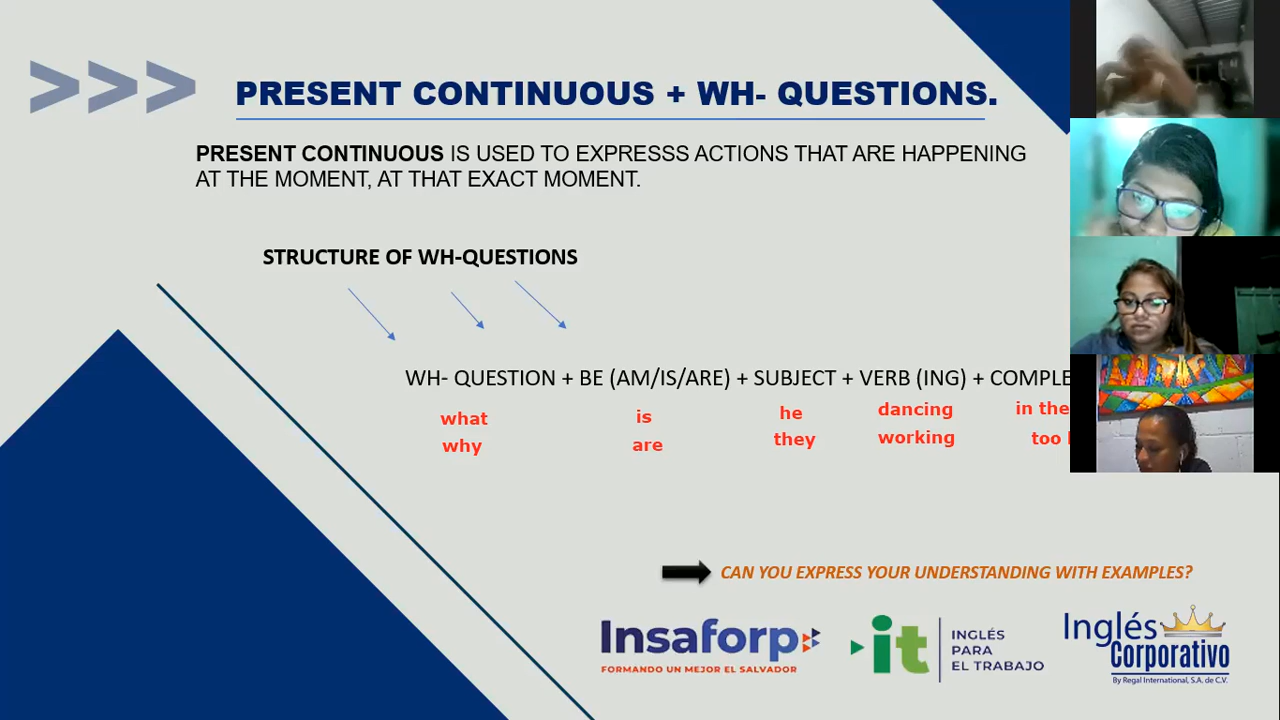 >>> PRESENT CONTINUOUS + WH- QUESTIONS.
PRESENT CONTINUOUS IS USED TO EXPRESSS ACTIONS THAT ARE HAPPENING
AT THE MOMENT, AT THAT EXACT MOMENT.
STRUCTURE OF WH-QUESTIONS
WH- QUESTION + BE (AM/IS/ARE) + SUBJECT + VERB (ING) + COMPLE
what is he dancing in the
why are they working too
CAN YOU EXPRESS YOUR UNDERSTANDING WITH EXAMPLES?
Insaforp
FORMANDO UN MEJOR EL SALVADOR
it
INGLÉS
PARA
EL TRABAJO
Inglés
Corporativo
By Regal International, S.A. de C.V.